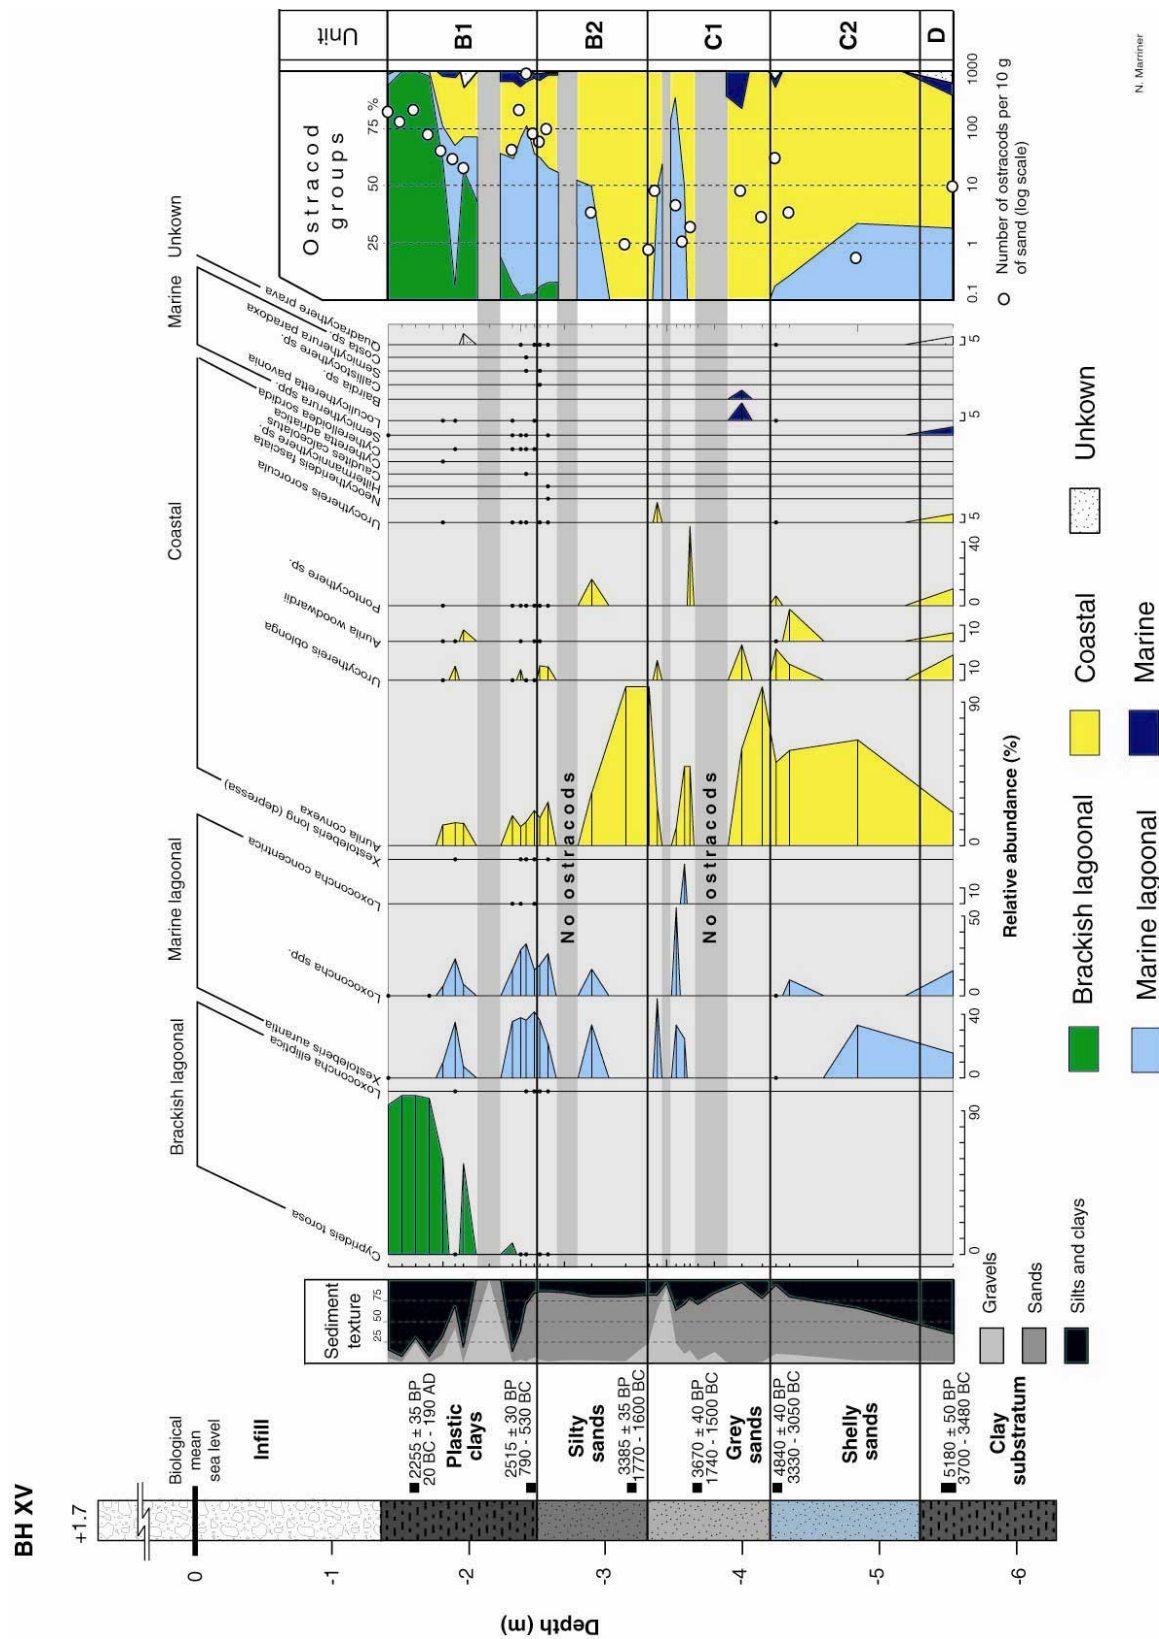 BH XV
Depth (m)
+1.7
0
-1
-2
-3
-4
-5
-6
Biological
mean
sea level
Infill
2255 ± 35 BP
20 BC - 190 AD
Plastic
clays
2515 ± 30 BP
790 - 530 BC
Silty
sands
3385 ± 35 BP
1770 - 1600 BC
3670 ± 40 BP
1740 - 1500 BC
Grey
sands
4840 ± 40 BP
3330 - 3050 BC
Shelly
sands
5180 ± 50 BP
3700 - 3480 BC
Clay
substratum
Sediment
texture
25 50 75
Gravels
Sands
Silts and clays
Brackish lagoonal
Marine lagoonal
Coastal
Marine
Unkown
Cyprideis torosa
Loxoconcha elliptica
Xestoleberis aurantia
Loxoconcha spp.
Loxoconcha concentrica
Xestoleberis long (depressa)
Aurila convexa
Urocythereis oblonga
Aurila woodwardii
Pontocythere sp.
Urocythereis sororcula
Neocytherideis fasciata
Hiltermannicythere sp.
Caudites calceolatus
Cytheretta adriatica
Semicytherura spp.
Loculicytheretta pavonia
Bairdia sp.
Callistocythere sp.
Semicytherura paradoxa
Costa sp.
Quadracythere prava
No ostracods
No ostracods
0 90
0 40
0 50
10
0 90
10
10
0 40
5
5
5
Relative abundance (%)
Ostracod
groups
25 50 75 %
0.1 1 10 100 1000
Number of ostracods per 10 g
of sand (log scale)
Unit
B1
B2
C1
C2
D
Brackish lagoonal
Marine lagoonal
Coastal
Marine
Unkown
N. Marriner